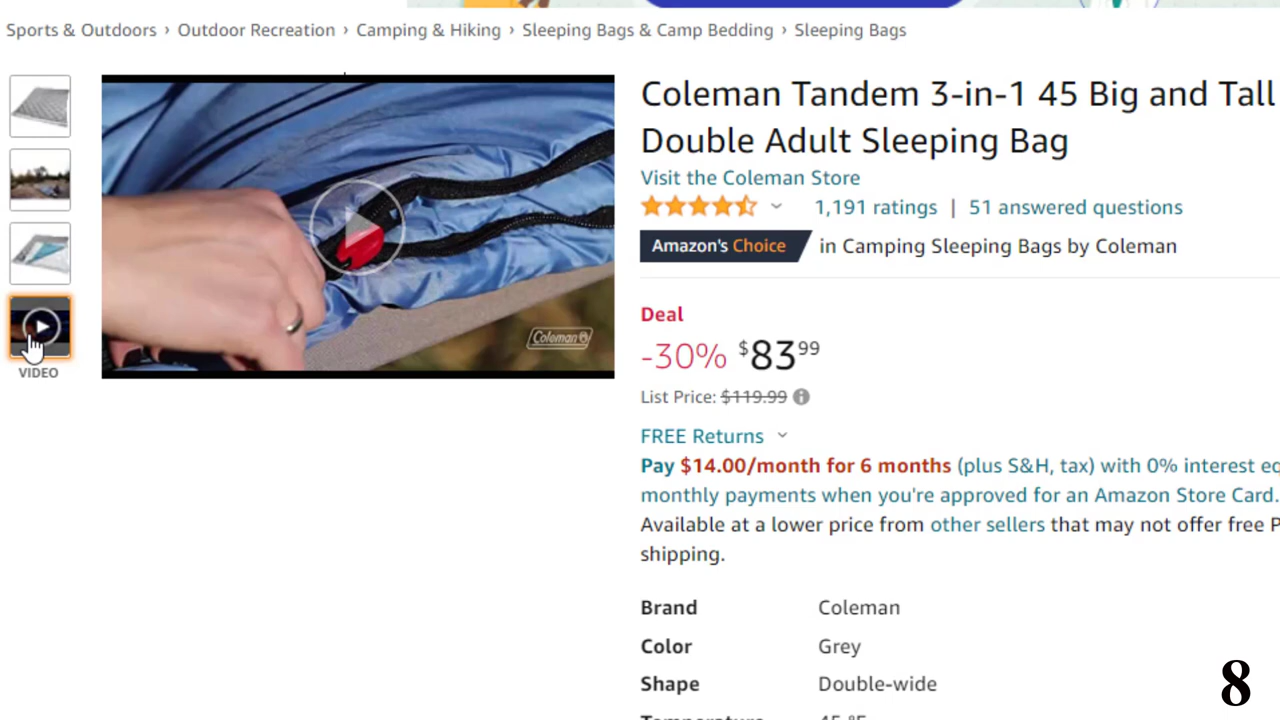 Sports & Outdoors › Outdoor Recreation › Camping & Hiking › Sleeping Bags & Camp Bedding › Sleeping Bags
Coleman Tandem 3-in-1 45 Big and Tall
Double Adult Sleeping Bag
Visit the Coleman Store
1,191 ratings | 51 answered questions
Amazon's Choice in Camping Sleeping Bags by Coleman
Coleman
VIDEO
Deal
-30% $83 99
List Price: $119.99
FREE Returns
Pay $14.00/month for 6 months (plus S&H, tax) with 0% interest
monthly payments when you're approved for an Amazon Store Card.
Available at a lower price from other sellers that may not offer free
shipping.
Brand Coleman
Color Grey
Shape Double-wide
8